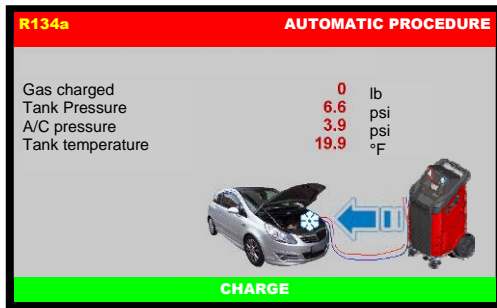 R134a AUTOMATIC PROCEDURE
Gas charged 0 lb
Tank Pressure 6.6 psi
A/C pressure 3.9 psi
Tank temperature 19.9 °F
CHARGE